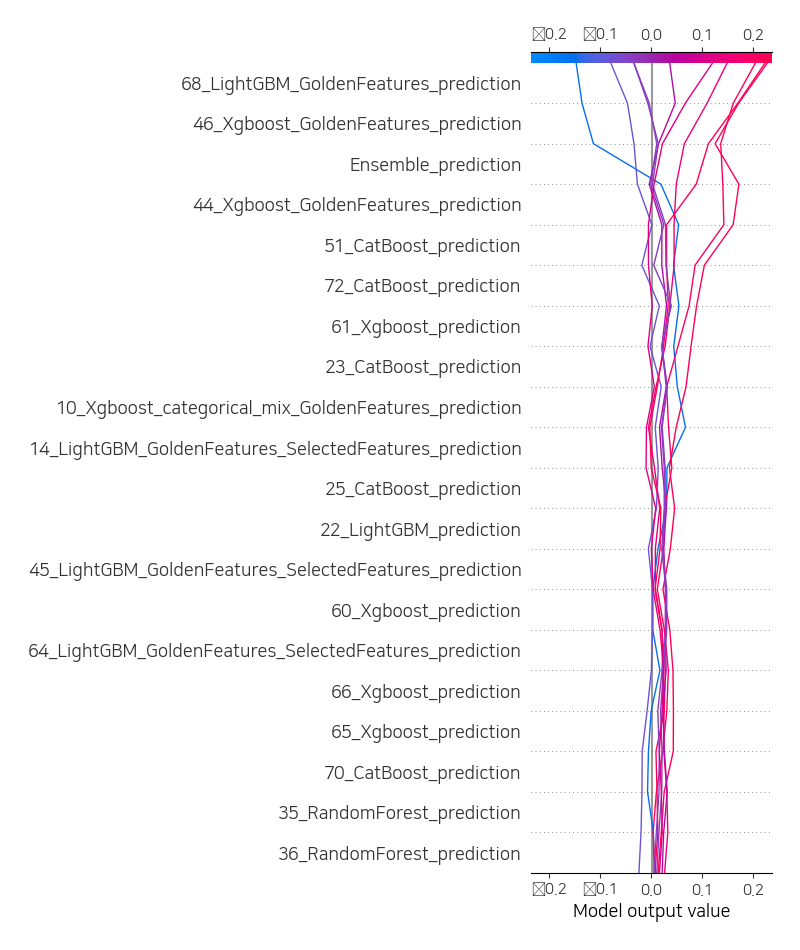 0.2 0.1 0.0 0.1 0.2
68_LightGBM_GoldenFeatures_prediction
46_Xgboost_GoldenFeatures_prediction
Ensemble_prediction
44_Xgboost_GoldenFeatures_prediction
51_CatBoost_prediction
72_CatBoost_prediction
61_Xgboost_prediction
23_CatBoost_prediction
10_Xgboost_categorical_mix_GoldenFeatures_prediction
14_LightGBM_GoldenFeatures_SelectedFeatures_prediction
25_CatBoost_prediction
22_LightGBM_prediction
45_LightGBM_GoldenFeatures_SelectedFeatures_prediction
60_Xgboost_prediction
64_LightGBM_GoldenFeatures_SelectedFeatures_prediction
66_Xgboost_prediction
65_Xgboost_prediction
70_CatBoost_prediction
35_RandomForest_prediction
36_RandomForest_prediction
0.2 0.1 0.0 0.1 0.2
Model output value